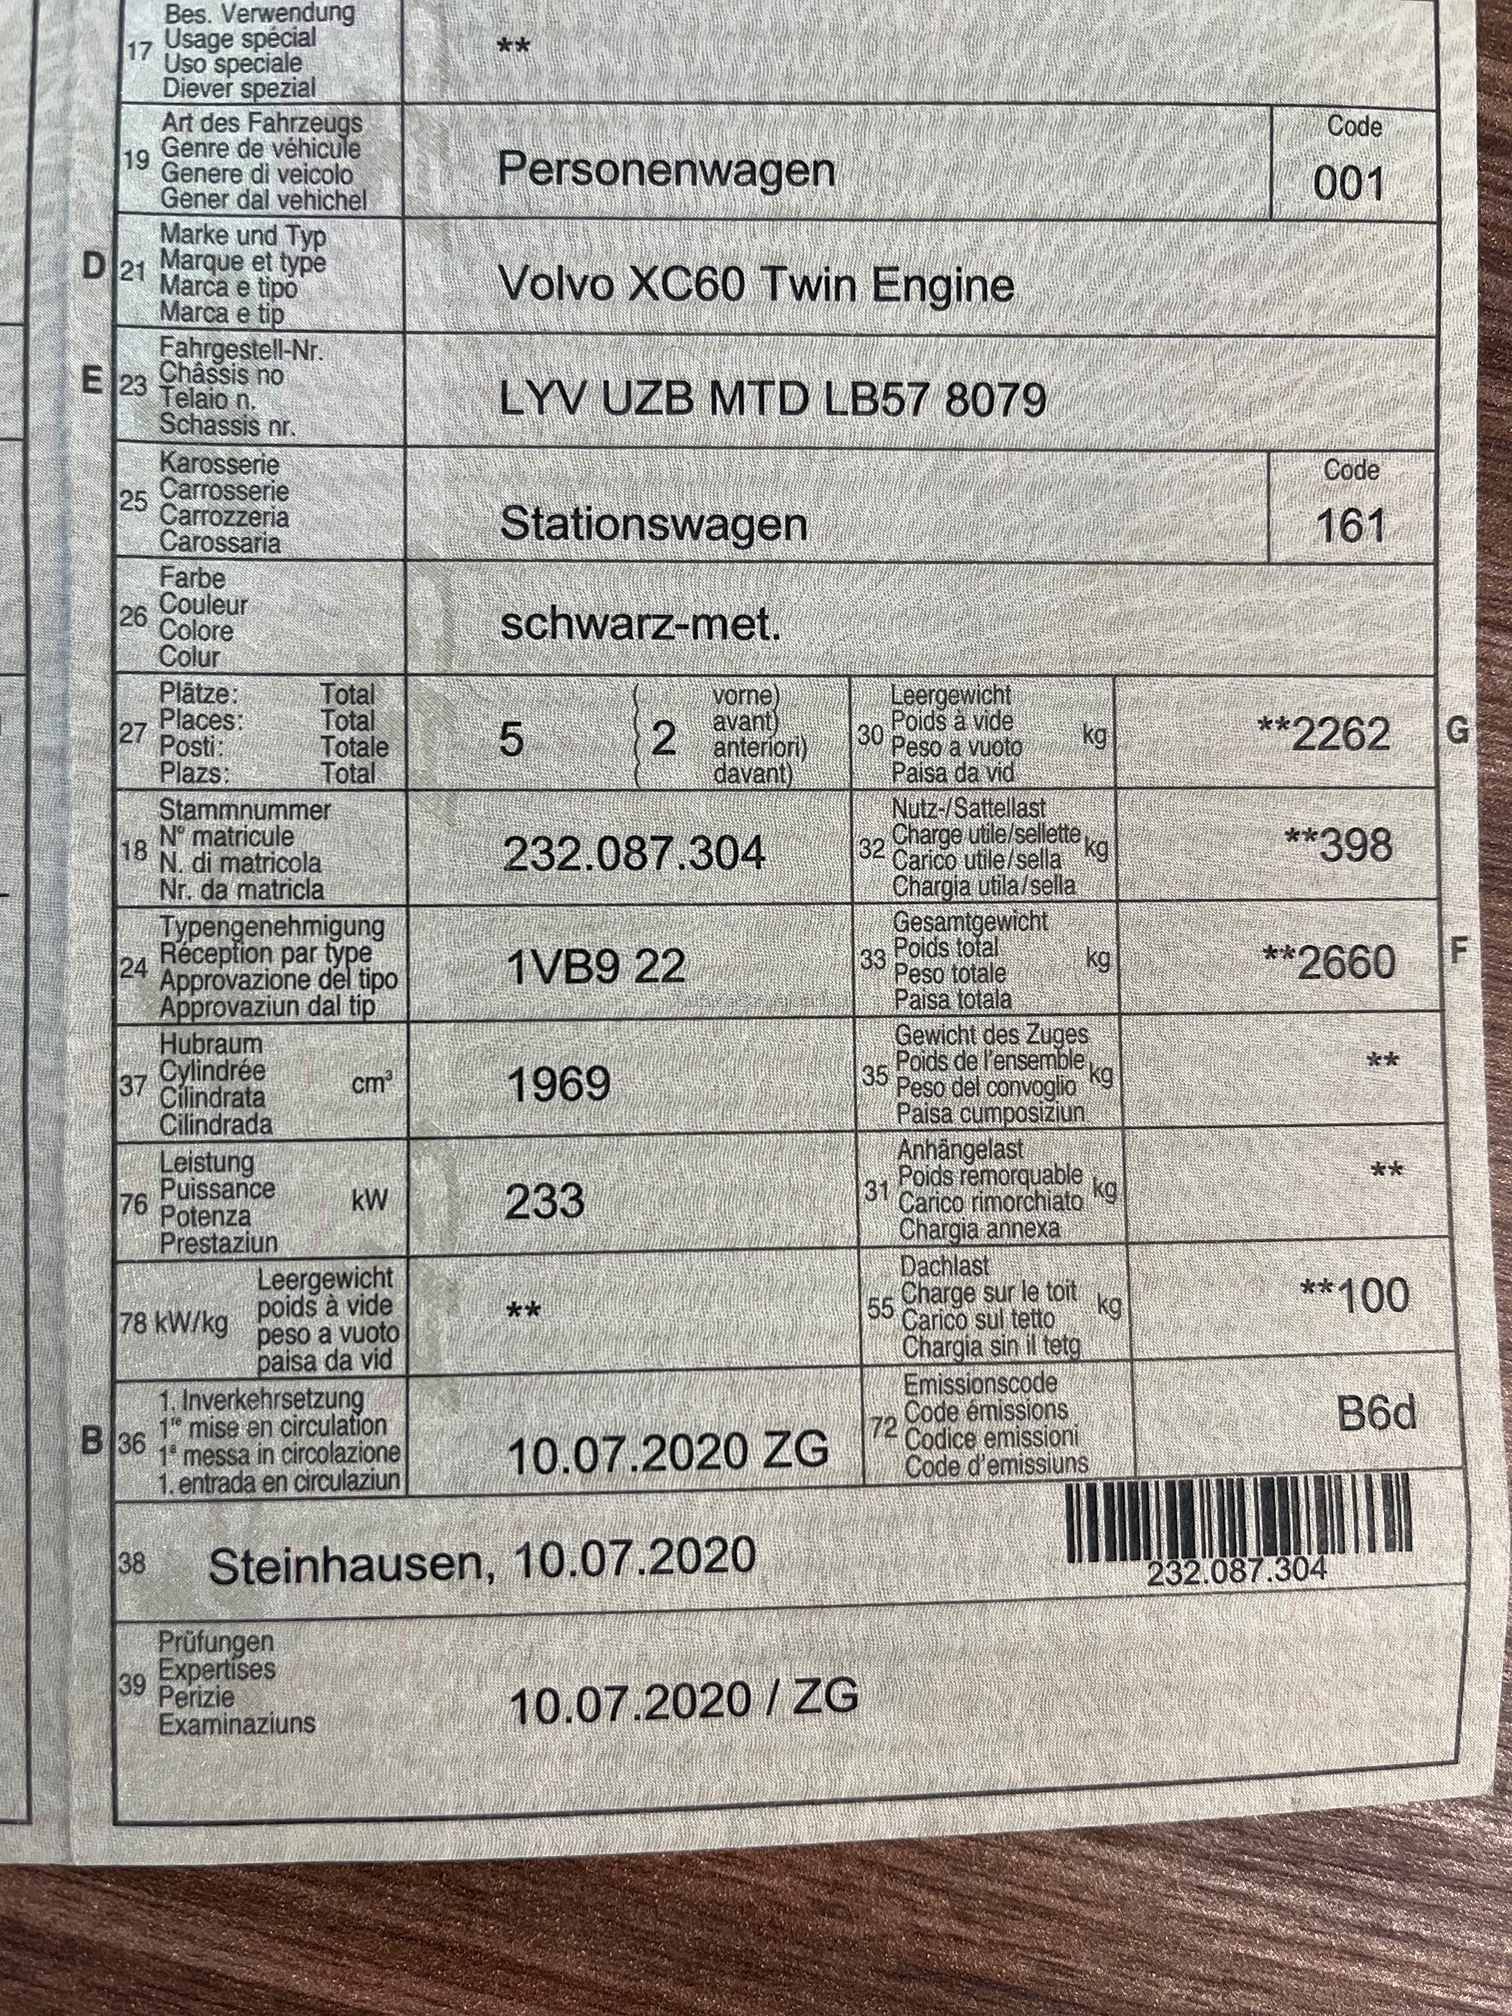 Bes. Verwendung
17 Usage spécial **
Uso speciale
Diever spezial
Art des Fahrzeugs Code
19 Genre de véhicule Personenwagen 001
Genere di veicolo
Gener dal vehichel
Marke und Typ
D 21 Marque et type Volvo XC60 Twin Engine
Marca e tipo
Marca e tip
Fahrgestell-Nr.
E 23 Châssis no LYV UZB MTD LB57 8079
Telaio n.
Schassis nr.
Karosserie Code
25 Carrosserie Stationswagen 161
Carrozzeria
Carossaria
Farbe
26 Couleur schwarz-met.
Colore
Colur
Plätze: Total vorne) Leergewicht
27 Places: Total 5 ( 2 avant) 30 Poids à vide kg **2262 G
Posti: Totale anteriori) Peso a vuoto
Plazs: Total davant) Paisa da vid
Stammnummer Nutz-/Sattellast
18 N° matricule 232.087.304 32 Charge utile/sellette kg **398
N. di matricola Carico utile/sella
Nr. da matricla Chargia utila/sella
Typengenehmigung Gesamtgewicht
24 Réception par type 1VB9 22 33 Poids total kg **2660 F
Approvazione del tipo Peso totale
Approvaziun dal tip Paisa totala
Hubraum Gewicht des Zuges
37 Cylindrée cm³ 1969 35 Poids de l'ensemble kg **
Cilindrata Peso del convoglio
Cilindrada Paisa cumposiziun
Leistung Anhängelast
76 Puissance kW 233 31 Poids remorquable kg **
Potenza Carico rimorchiato
Prestaziun Chargia annexa
Leergewicht Dachlast
78 kW/kg poids à vide ** 55 Charge sur le toit kg **100
peso a vuoto Carico sul tetto
paisa da vid Chargia sin il tetg
1. Inverkehrsetzung Emissionscode
B 36 1re mise en circulation 10.07.2020 ZG 72 Code émissions B6d
1a messa in circolazione Codice emissioni
1. entrada en circulaziun Code d'emissiuns
38 Steinhausen, 10.07.2020 232.087.304
Prüfungen
39 Expertises 10.07.2020 / ZG
Perizie
Examinaziuns